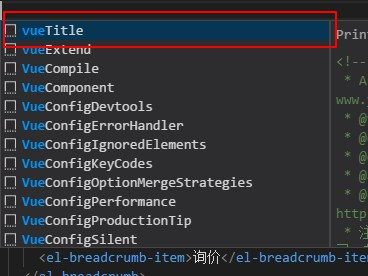 vueTitle
Print
vueExtend
<!--
VueCompile
* A
VueComponent
www.
VueConfigDevtools
* @
VueConfigErrorHandler
* @
VueConfigIgnoredElements
* @
VueConfigKeyCodes
* @
VueConfigOptionMergeStrategies
* @
VueConfigPerformance
* @
VueConfigProductionTip
http
VueConfigSilent
* 注
<el-breadcrumb-item>询价</el-breadcrumb-item>
</el-breadcrumb>